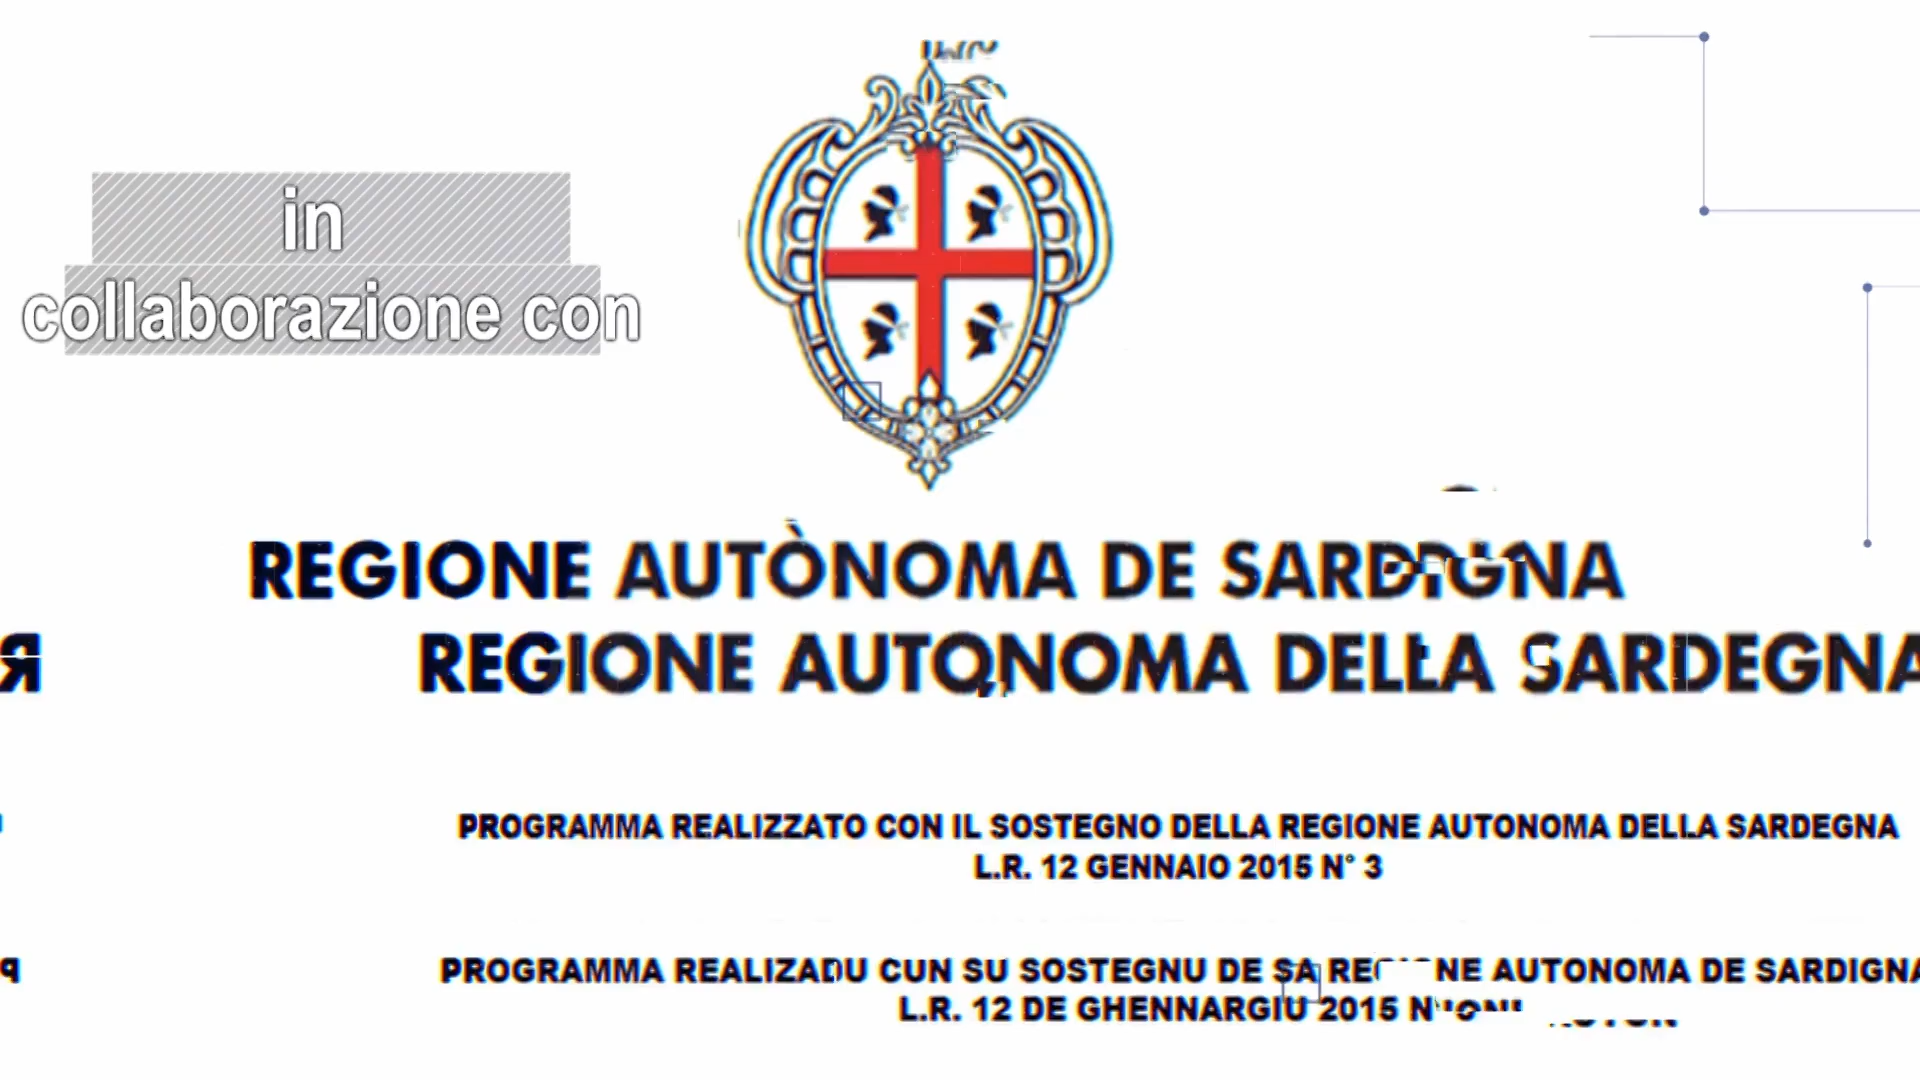 in
collaborazione con
REGIONE AUTÒNOMA DE SARDIGNA
REGIONE AUTONOMA DELLA SARDEGNA
PROGRAMMA REALIZZATO CON IL SOSTEGNO DELLA REGIONE AUTONOMA DELLA SARDEGNA
L.R. 12 GENNAIO 2015 N° 3
PROGRAMMA REALIZADU CUN SU SOSTEGNU DE SA AUTONOMA DE SARDIGNA
L.R. 12 DE GHENNARGIU 2015